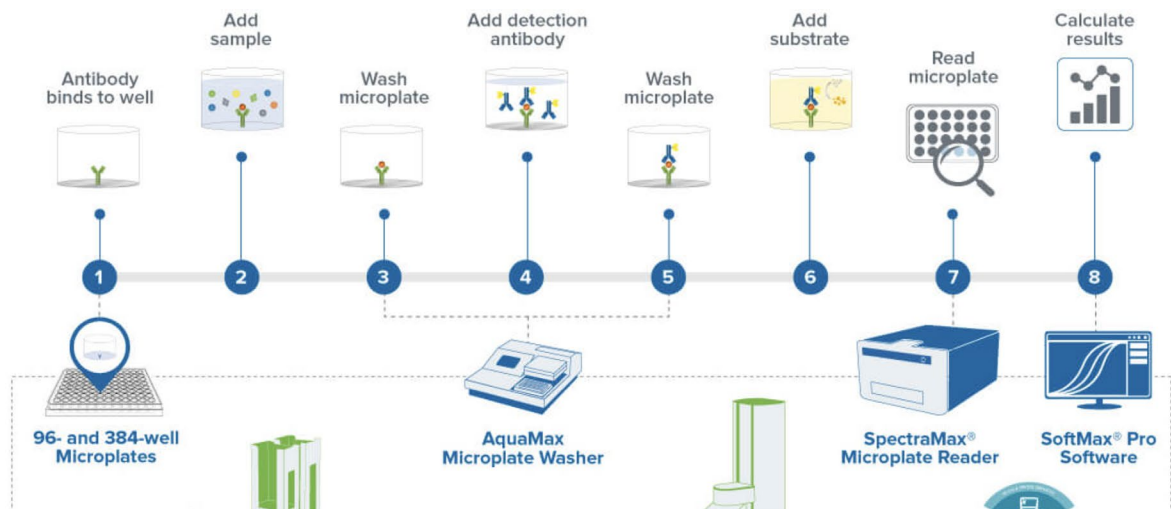 Antibody
binds to well
Add
sample
Wash
microplate
Add detection
antibody
Wash
microplate
Add
substrate
Read
microplate
Calculate
results
1
2
3
4
5
6
7
8
96- and 384-well
Microplates
AquaMax
Microplate Washer
SpectraMax®
Microplate Reader
SoftMax® Pro
Software